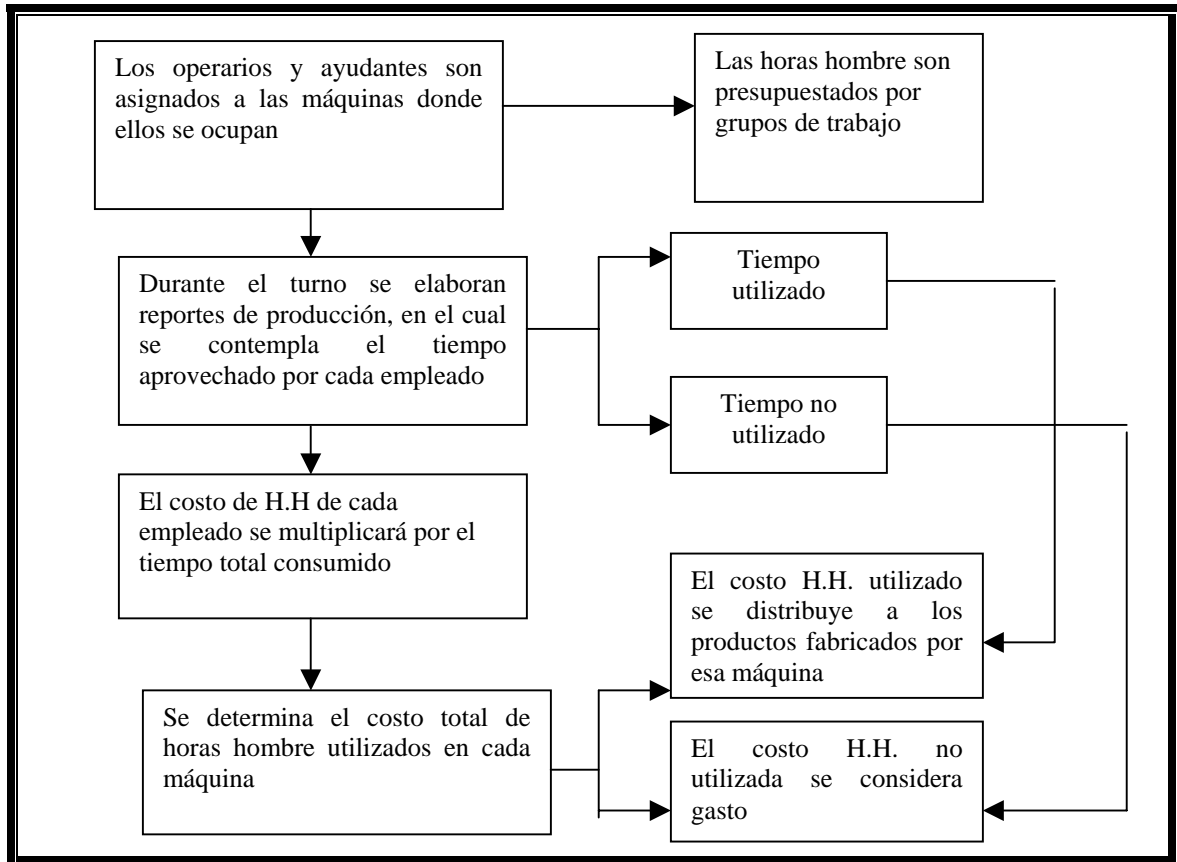 Los operarios y ayudantes son
asignados a las máquinas donde
ellos se ocupan
Las horas hombre son
presupuestados por
grupos de trabajo
Durante el turno se elaboran
reportes de producción, en el cual
se contempla el tiempo
aprovechado por cada empleado
Tiempo
utilizado
Tiempo no
utilizado
El costo de H.H de cada
empleado se multiplicará por el
tiempo total consumido
El costo H.H. utilizado
se distribuye a los
productos fabricados por
esa máquina
Se determina el costo total de
horas hombre utilizados en cada
máquina
El costo H.H. no
utilizada se considera
gasto